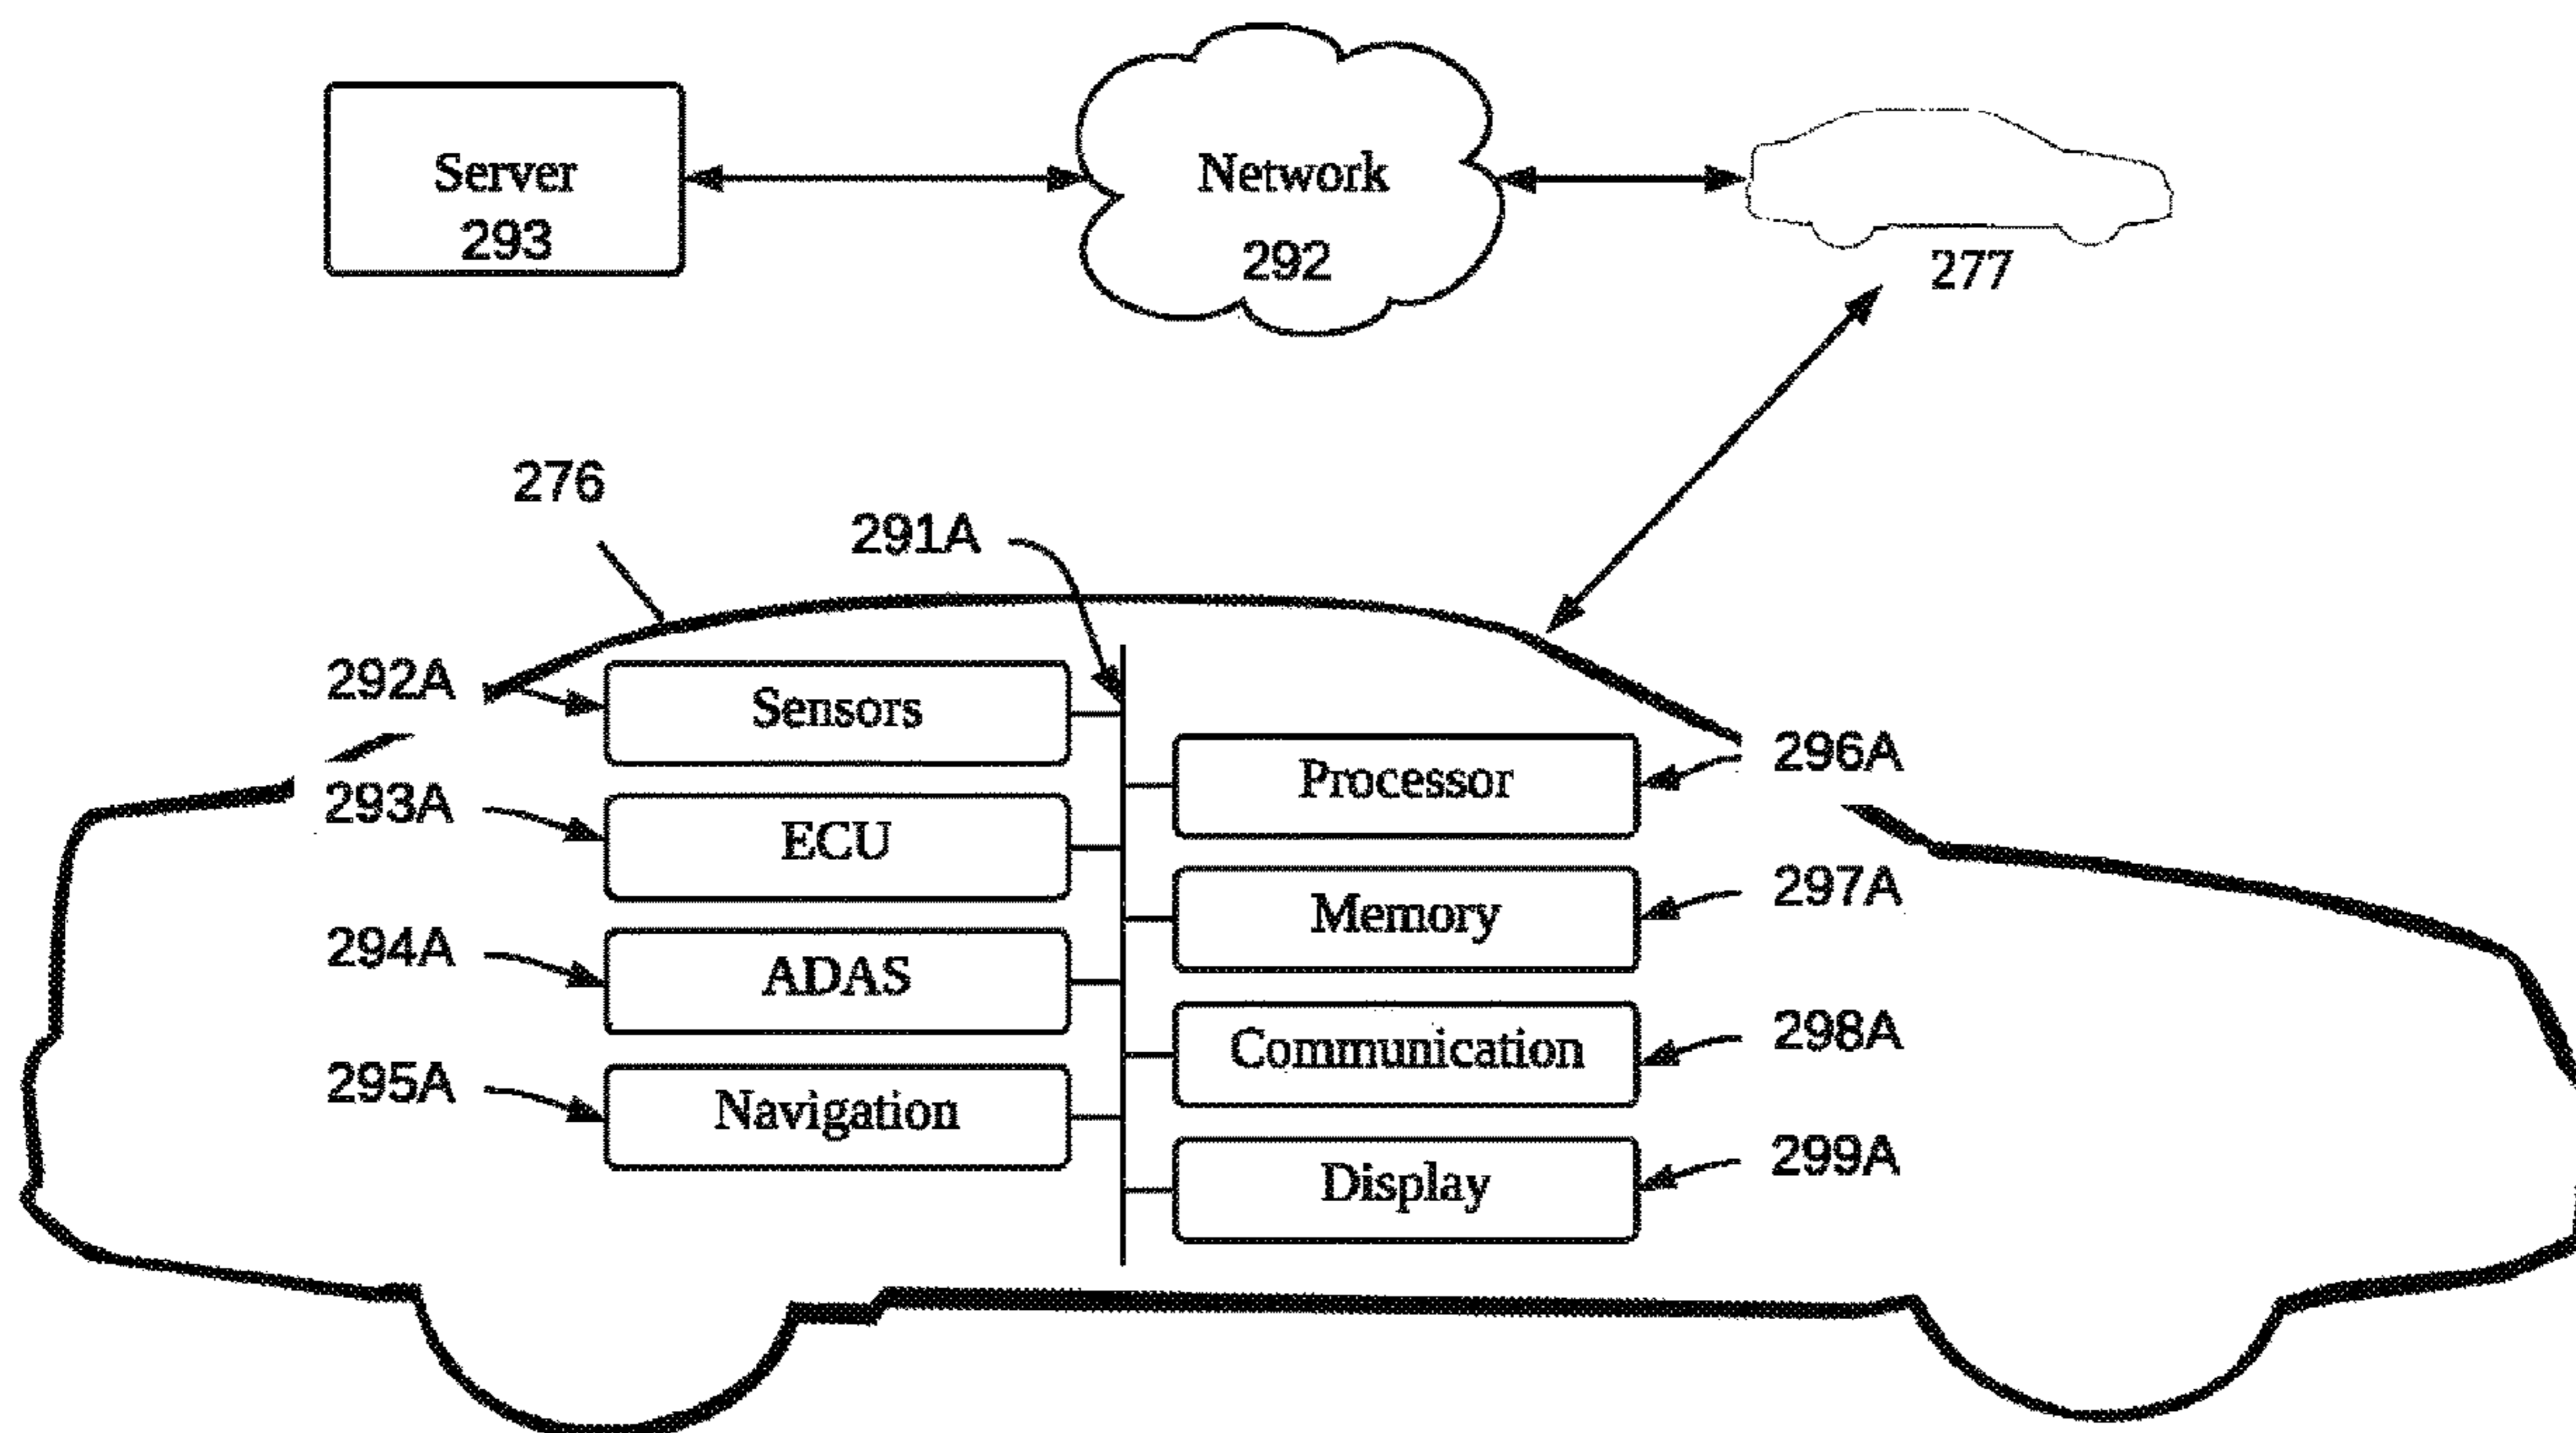 Server
293
Network
292
277
276
291A
292A
Sensors
293A
ECU
294A
ADAS
295A
Navigation
Processor
296A
Memory
297A
Communication
298A
Display
299A